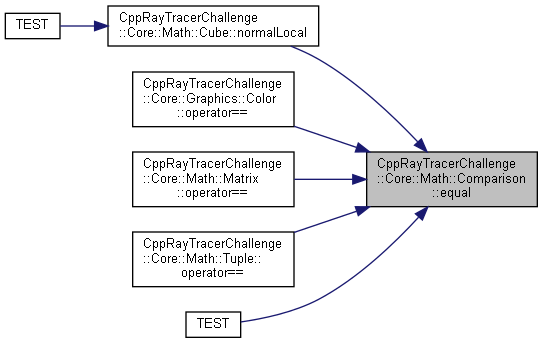 TEST
CppRayTracerChallenge
::Core::Math::Cube::normalLocal
CppRayTracerChallenge
::Core::Graphics::Color
::operator==
CppRayTracerChallenge
::Core::Math::Matrix
::operator==
CppRayTracerChallenge
::Core::Math::Tuple::
operator==
TEST
CppRayTracerChallenge
::Core::Math::Comparison
::equal